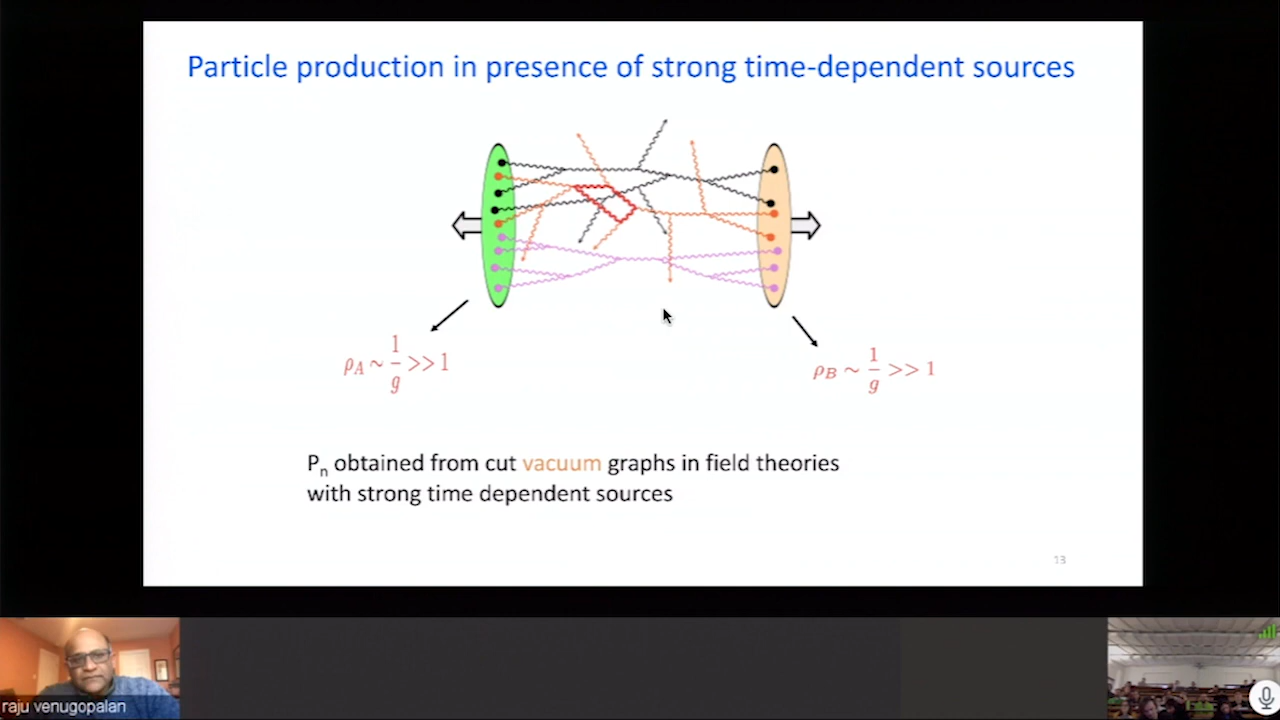 Particle production in presence of strong time-dependent sources
ρ_A ~ 1/g >> 1
ρ_B ~ 1/g >> 1
P_n obtained from cut vacuum graphs in field theories
with strong time dependent sources
13
raju venugopalan